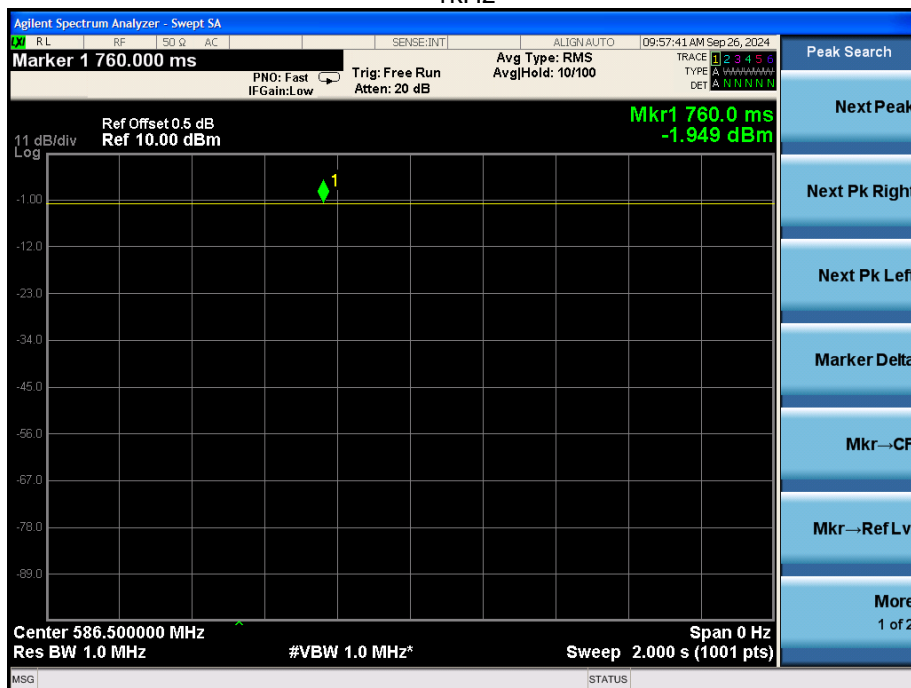 1kHz
Agilent Spectrum Analyzer - Swept SA
LXI RL RF 50 Ω AC SENSE:INT ALIGN AUTO 09:57:41 AM Sep 26, 2024
Marker 1 760.000 ms
PNO: Fast
IFGain:Low
Trig: Free Run
Atten: 20 dB
Avg Type: RMS
Avg|Hold: 10/100
TRACE 1 2 3 4 5 6
TYPE A WWWWWW
DET A N N N N N
Peak Search
Mkr1 760.0 ms
-1.949 dBm
Ref Offset 0.5 dB
11 dB/div Ref 10.00 dBm
Log
1
-1.00
-12.0
-23.0
-34.0
-45.0
-56.0
-67.0
-78.0
-89.0
Next Peak
Next Pk Right
Next Pk Left
Marker Delta
Mkr→CF
Mkr→Ref Lv
More
1 of 2
Center 586.500000 MHz Span 0 Hz
Res BW 1.0 MHz #VBW 1.0 MHz* Sweep 2.000 s (1001 pts)
MSG STATUS